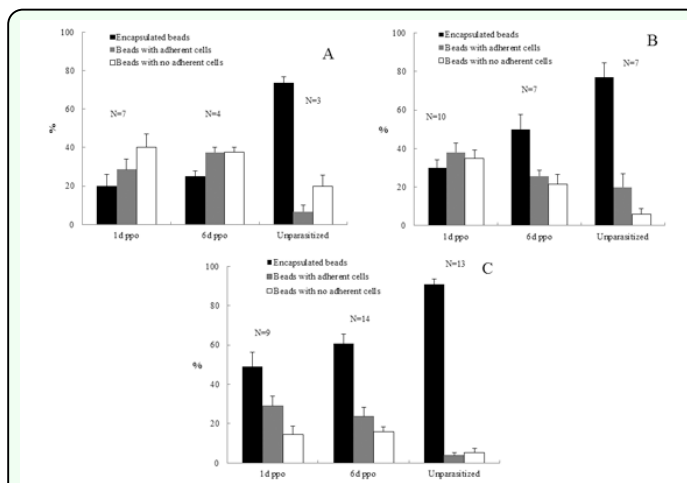 A
100
80
60
40
20
0
%
Encapsulated beads
Beads with adherent cells
Beads with no adherent cells
N=7
N=4
N=3
1d ppo
6d ppo
Unparasitized
B
100
80
60
40
20
0
%
Encapsulated beads
Beads with adherent cells
Beads with no adherent cells
N=10
N=7
N=7
1d ppo
6d ppo
Unparasitized
C
100
80
60
40
20
0
%
Encapsulated beads
Beads with adherent cells
Beads with no adherent cells
N=9
N=14
N=13
1d ppo
6d ppo
Unparasitized